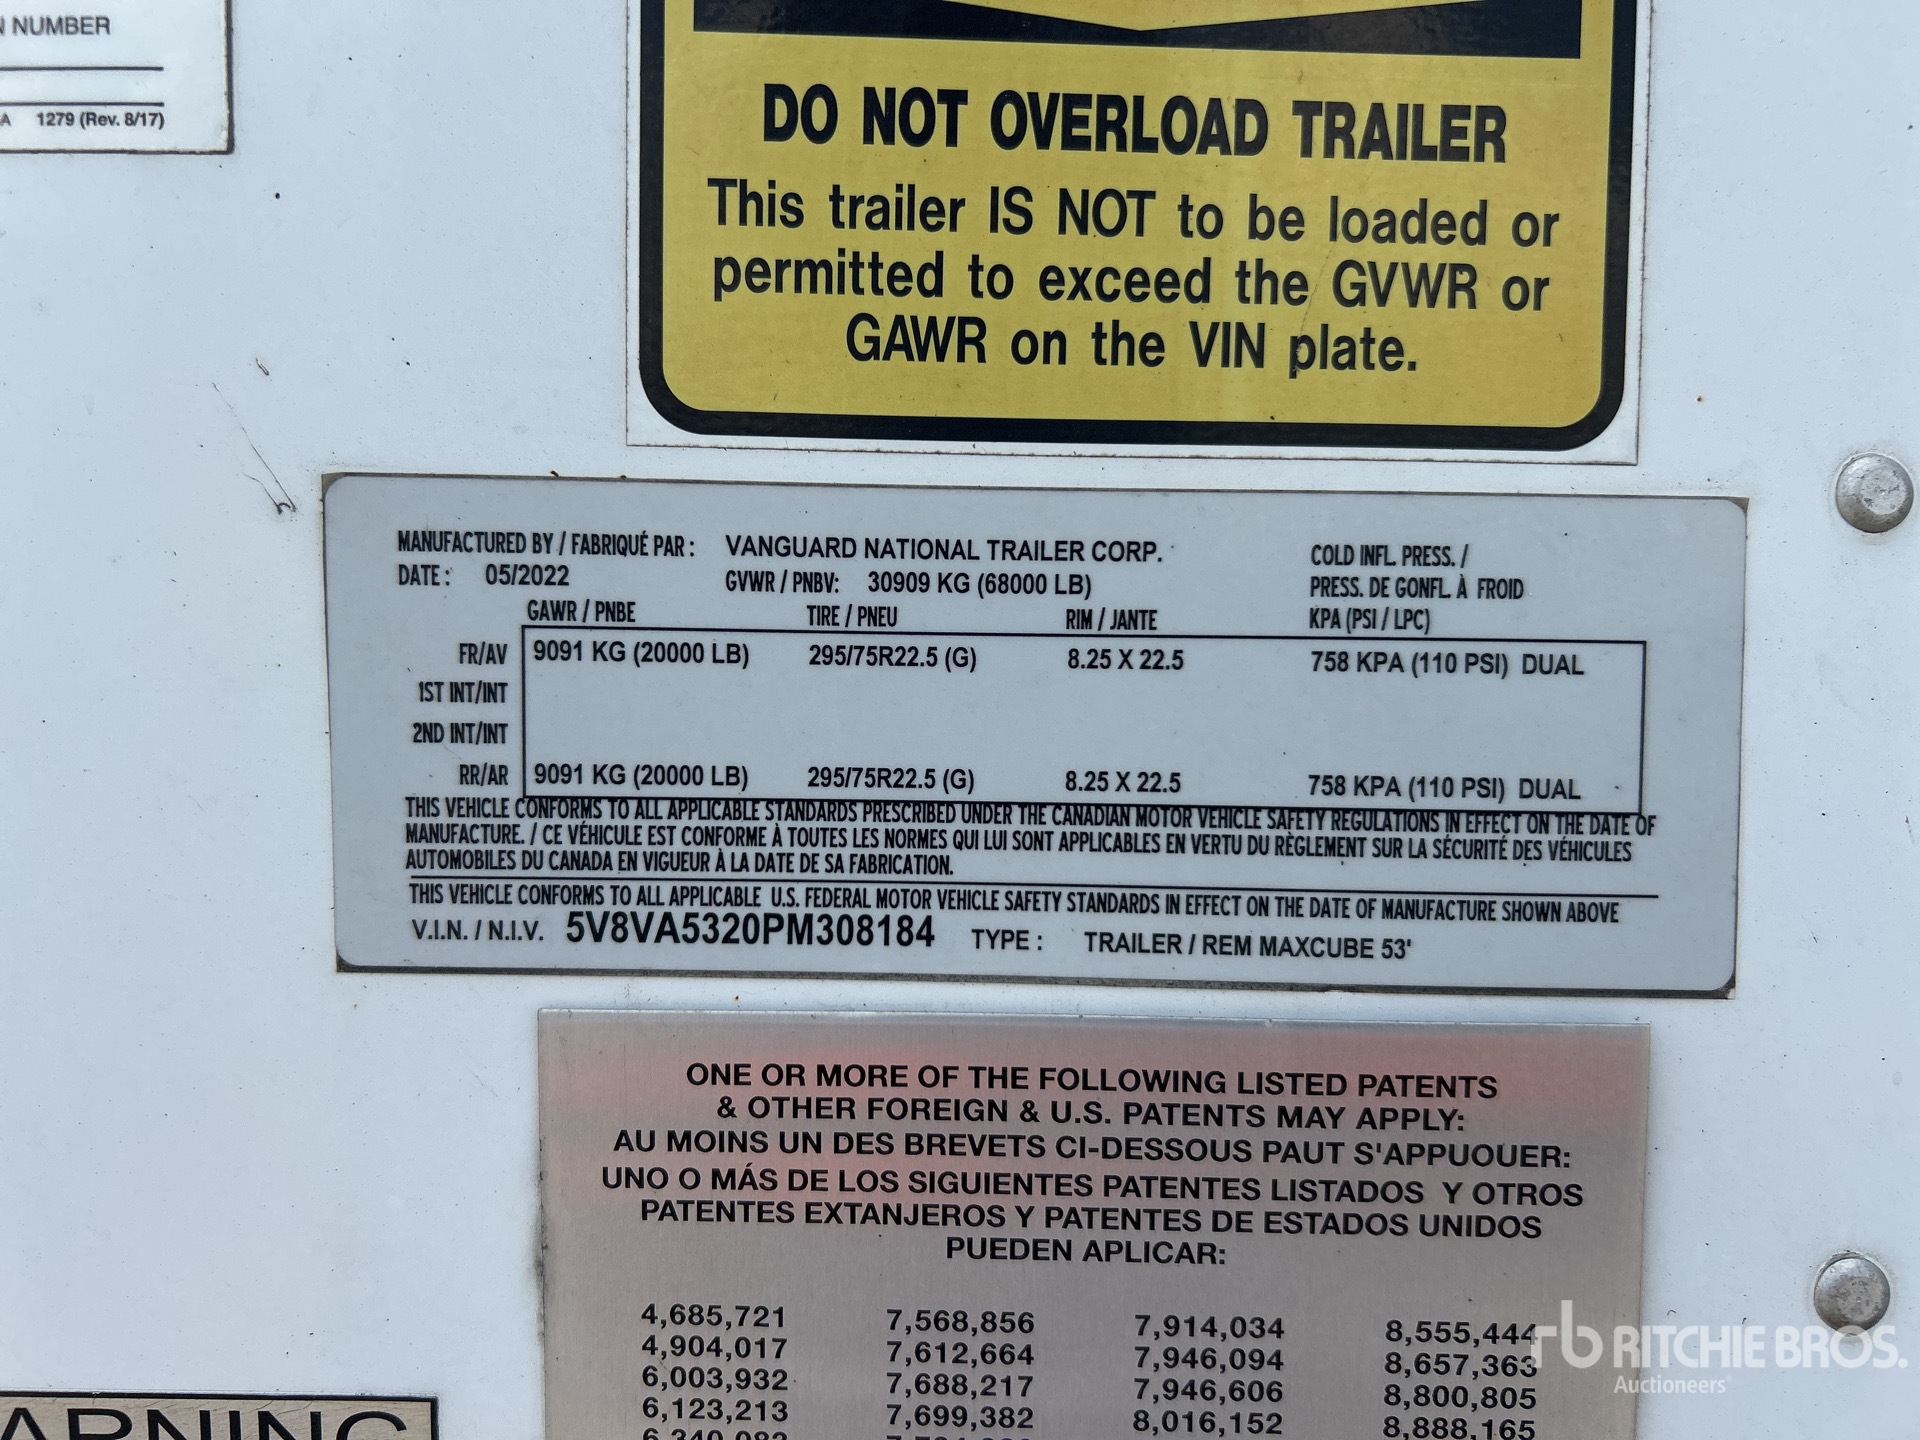 NUMBER
1279 (Rev. 8/17)
DO NOT OVERLOAD TRAILER
This trailer IS NOT to be loaded or
permitted to exceed the GVWR or
GAWR on the VIN plate.
MANUFACTURED BY / FABRIQUÉ PAR : VANGUARD NATIONAL TRAILER CORP. COLD INFL. PRESS. /
DATE : 05/2022 GVWR / PNBV: 30909 KG (68000 LB) PRESS. DE GONFL. À FROID
GAWR / PNBE TIRE / PNEU RIM / JANTE KPA (PSI / LPC)
FR/AV 9091 KG (20000 LB) 295/75R22.5 (G) 8.25 X 22.5 758 KPA (110 PSI) DUAL
1ST INT/INT
2ND INT/INT
RR/AR 9091 KG (20000 LB) 295/75R22.5 (G) 8.25 X 22.5 758 KPA (110 PSI) DUAL
THIS VEHICLE CONFORMS TO ALL APPLICABLE STANDARDS PRESCRIBED UNDER THE CANADIAN MOTOR VEHICLE SAFETY REGULATIONS IN EFFECT ON THE DATE OF
MANUFACTURE. / CE VÉHICULE EST CONFORME À TOUTES LES NORMES QUI LUI SONT APPLICABLES EN VERTU DU RÈGLEMENT SUR LA SÉCURITÉ DES VÉHICULES
AUTOMOBILES DU CANADA EN VIGUEUR À LA DATE DE SA FABRICATION.
THIS VEHICLE CONFORMS TO ALL APPLICABLE U.S. FEDERAL MOTOR VEHICLE SAFETY STANDARDS IN EFFECT ON THE DATE OF MANUFACTURE SHOWN ABOVE
V.I.N. / N.I.V. 5V8VA5320PM308184 TYPE : TRAILER / REM MAXCUBE 53'
ONE OR MORE OF THE FOLLOWING LISTED PATENTS
& OTHER FOREIGN & U.S. PATENTS MAY APPLY:
AU MOINS UN DES BREVETS CI-DESSOUS PAUT S'APPUOUER:
UNO O MÁS DE LOS SIGUIENTES PATENTES LISTADOS Y OTROS
PATENTES EXTANJEROS Y PATENTES DE ESTADOS UNIDOS
PUEDEN APLICAR:
4,685,721 7,568,856 7,914,034 8,555,444
4,904,017 7,612,664 7,946,094 8,657,363
6,003,932 7,688,217 7,946,606 8,800,805
6,123,213 7,699,382 8,016,152 8,888,165
rb RITCHIE BROS.
Auctioneers